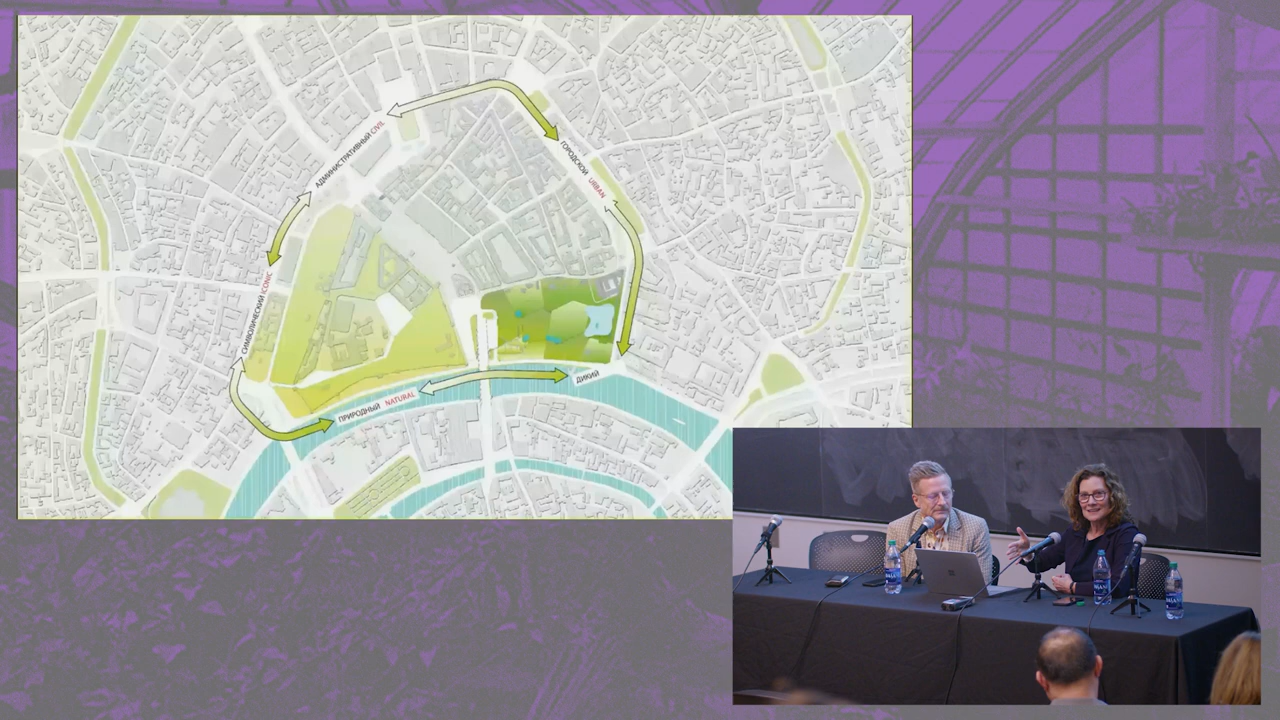 АДМИНИСТРАТИВНЫЙ CIVIL
ГОРОДСКОЙ URBAN
СИМВОЛИЧЕСКИЙ ICONIC
ПРИРОДНЫЙ NATURAL
ДИКИЙ